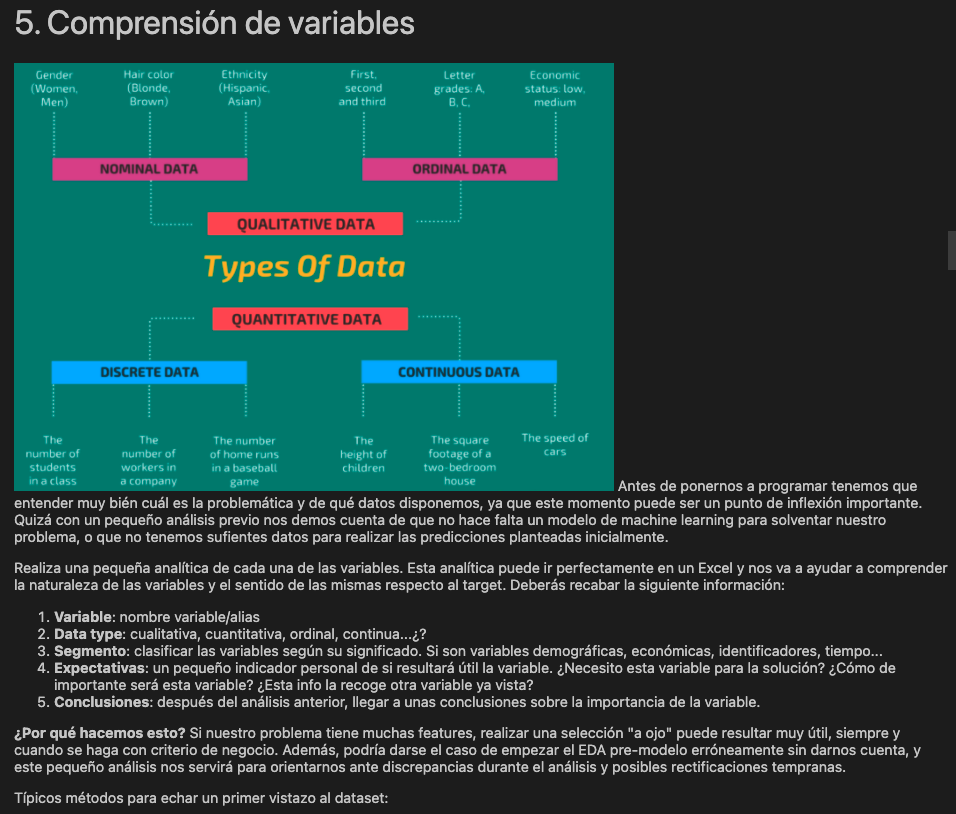 5. Comprensión de variables
Gender
(Women,
Men)
Hair color
(Blonde,
Brown)
Ethnicity
(Hispanic,
Asian)
First,
second
and third
Letter
grades: A,
B, C,
Economic
status: low,
medium
NOMINAL DATA
ORDINAL DATA
QUALITATIVE DATA
Types Of Data
QUANTITATIVE DATA
DISCRETE DATA
CONTINUOUS DATA
The
number of
students
in a class
The
number of
workers in
a company
The number
of home runs
in a baseball
game
The
height of
children
The square
footage of a
two-bedroom
house
The speed of
cars
Antes de ponernos a programar tenemos que
entender muy bién cuál es la problemática y de qué datos disponemos, ya que este momento puede ser un punto de inflexión importante.
Quizá con un pequeño análisis previo nos demos cuenta de que no hace falta un modelo de machine learning para solventar nuestro
problema, o que no tenemos sufientes datos para realizar las predicciones planteadas inicialmente.
Realiza una pequeña analítica de cada una de las variables. Esta analítica puede ir perfectamente en un Excel y nos va a ayudar a comprender
la naturaleza de las variables y el sentido de las mismas respecto al target. Deberás recabar la siguiente información:
1. Variable: nombre variable/alias
2. Data type: cualitativa, cuantitativa, ordinal, continua...¿?
3. Segmento: clasificar las variables según su significado. Si son variables demográficas, económicas, identificadores, tiempo...
4. Expectativas: un pequeño indicador personal de si resultará útil la variable. ¿Necesito esta variable para la solución? ¿Cómo de
importante será esta variable? ¿Esta info la recoge otra variable ya vista?
5. Conclusiones: después del análisis anterior, llegar a unas conclusiones sobre la importancia de la variable.
¿Por qué hacemos esto? Si nuestro problema tiene muchas features, realizar una selección "a ojo" puede resultar muy útil, siempre y
cuando se haga con criterio de negocio. Además, podría darse el caso de empezar el EDA pre-modelo erróneamente sin darnos cuenta, y
este pequeño análisis nos servirá para orientarnos ante discrepancias durante el análisis y posibles rectificaciones tempranas.
Típicos métodos para echar un primer vistazo al dataset: